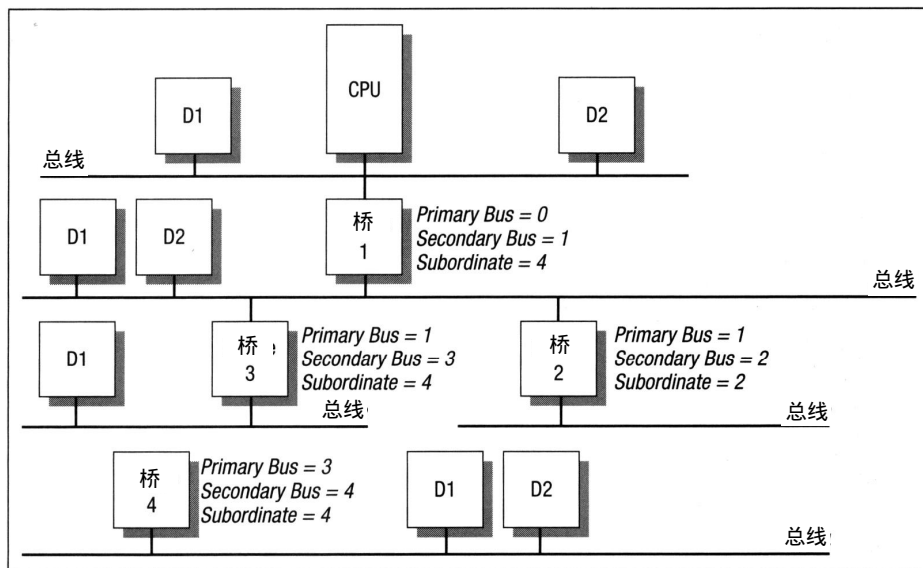 CPU
D1
D2
总线
D1
D2
桥
1
Primary Bus = 0
Secondary Bus = 1
Subordinate = 4
总线
D1
桥
3
Primary Bus = 1
Secondary Bus = 3
Subordinate = 4
桥
2
Primary Bus = 1
Secondary Bus = 2
Subordinate = 2
总线
总线
桥
4
Primary Bus = 3
Secondary Bus = 4
Subordinate = 4
D1
D2
总线